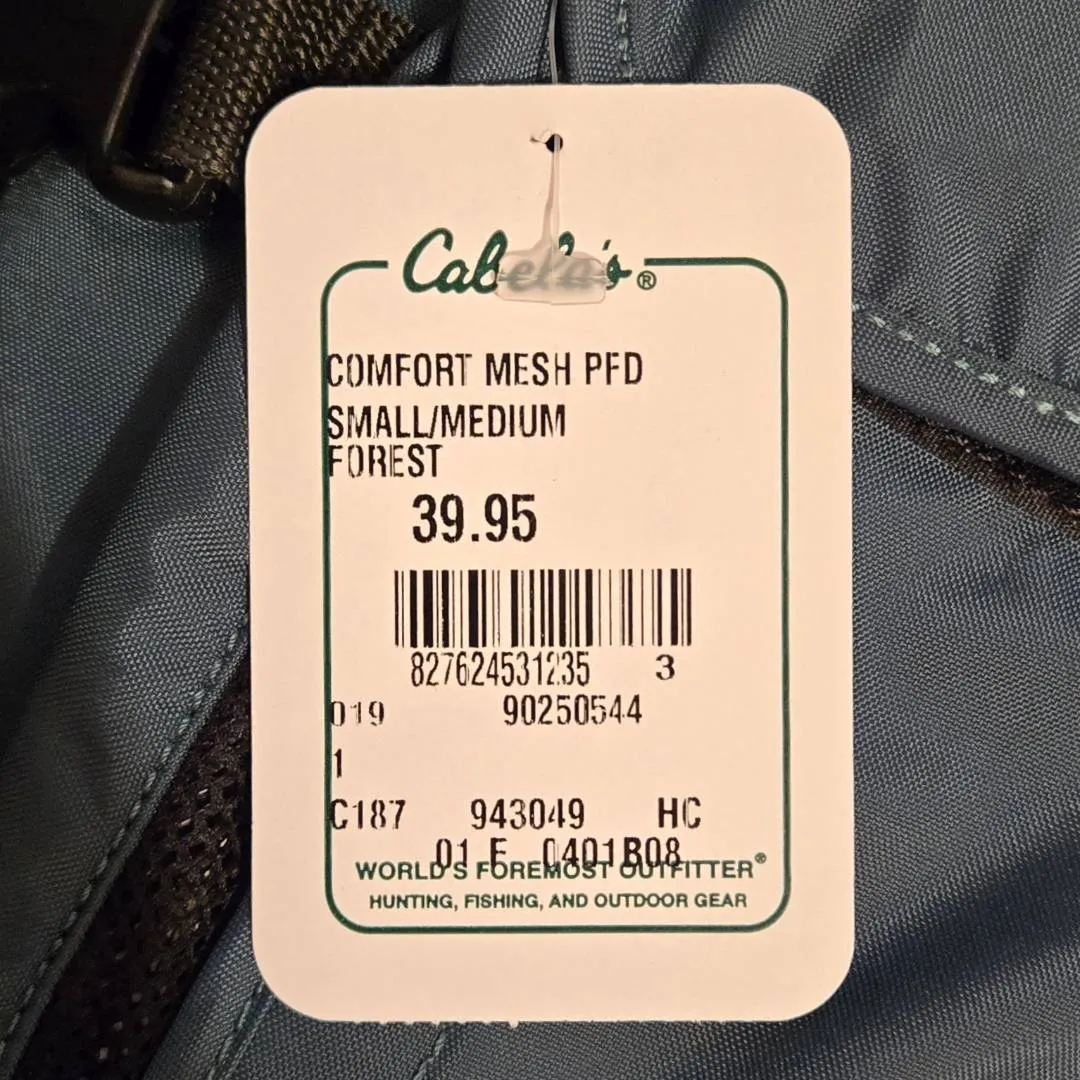 Cabela's®
COMFORT MESH PFD
SMALL/MEDIUM
FOREST
39.95
827624531235 3
019 90250544
1
C187 943049 HC
01 F 0401B08
WORLD'S FOREMOST OUTFITTER®
HUNTING, FISHING, AND OUTDOOR GEAR